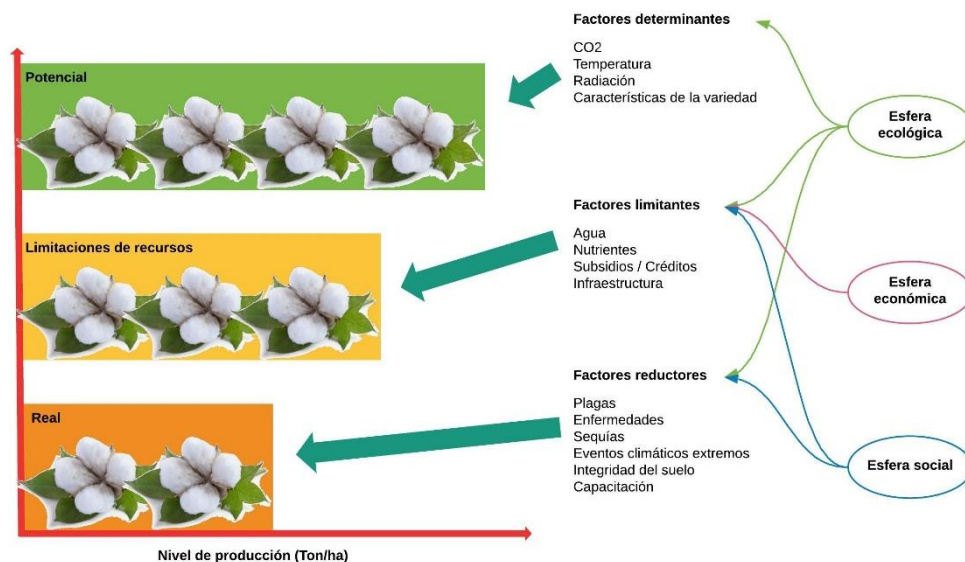 Potencial
Limitaciones de recursos
Real
Nivel de producción (Ton/ha)
Factores determinantes
CO2
Temperatura
Radiación
Características de la variedad
Factores limitantes
Agua
Nutrientes
Subsidios / Créditos
Infraestructura
Factores reductores
Plagas
Enfermedades
Sequías
Eventos climáticos extremos
Integridad del suelo
Capacitación
Esfera
ecológica
Esfera
económica
Esfera social